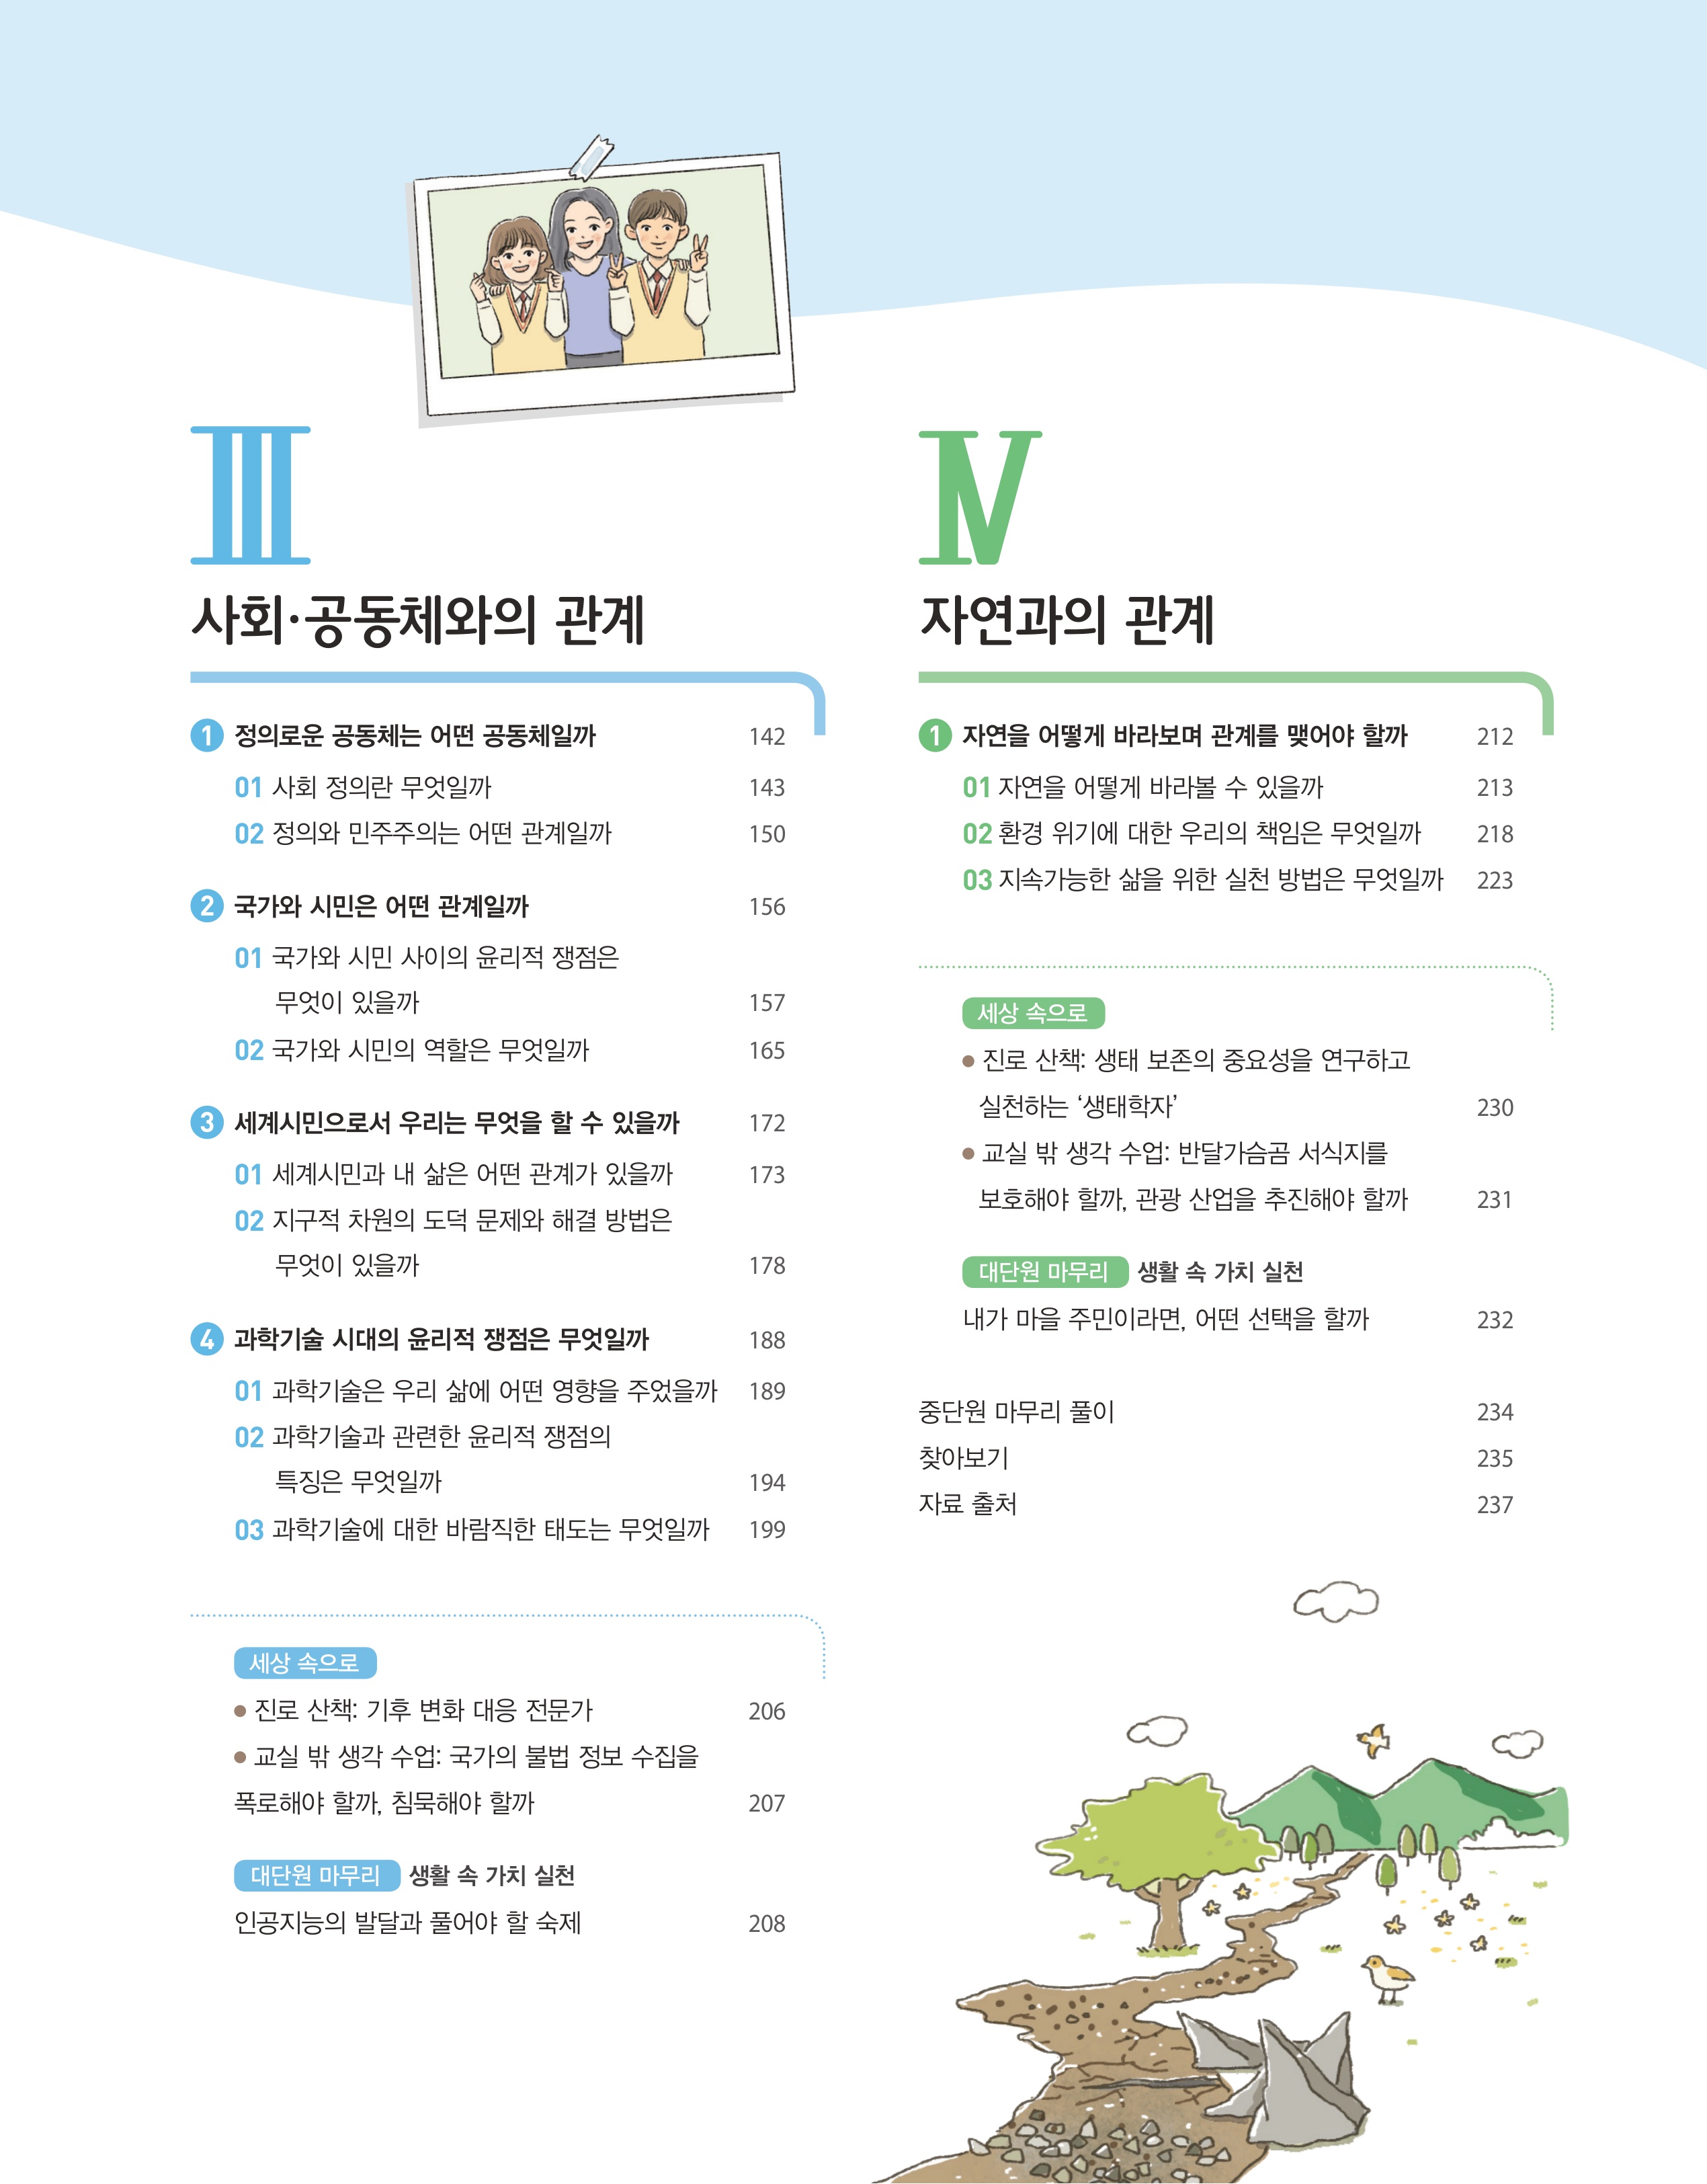 Ⅲ
사회·공동체와의 관계
1 정의로운 공동체는 어떤 공동체일까 142
01 사회 정의란 무엇일까 143
02 정의와 민주주의는 어떤 관계일까 150
2 국가와 시민은 어떤 관계일까 156
01 국가와 시민 사이의 윤리적 쟁점은
무엇이 있을까 157
02 국가와 시민의 역할은 무엇일까 165
3 세계시민으로서 우리는 무엇을 할 수 있을까 172
01 세계시민과 내 삶은 어떤 관계가 있을까 173
02 지구적 차원의 도덕 문제와 해결 방법은
무엇이 있을까 178
4 과학기술 시대의 윤리적 쟁점은 무엇일까 188
01 과학기술은 우리 삶에 어떤 영향을 주었을까 189
02 과학기술과 관련한 윤리적 쟁점의
특징은 무엇일까 194
03 과학기술에 대한 바람직한 태도는 무엇일까 199
세상 속으로
● 진로 산책: 기후 변화 대응 전문가 206
● 교실 밖 생각 수업: 국가의 불법 정보 수집을
폭로해야 할까, 침묵해야 할까 207
대단원 마무리 생활 속 가치 실천
인공지능의 발달과 풀어야 할 숙제 208
Ⅳ
자연과의 관계
1 자연을 어떻게 바라보며 관계를 맺어야 할까 212
01 자연을 어떻게 바라볼 수 있을까 213
02 환경 위기에 대한 우리의 책임은 무엇일까 218
03 지속가능한 삶을 위한 실천 방법은 무엇일까 223
세상 속으로
● 진로 산책: 생태 보존의 중요성을 연구하고
실천하는 ‘생태학자’ 230
● 교실 밖 생각 수업: 반달가슴곰 서식지를
보호해야 할까, 관광 산업을 추진해야 할까 231
대단원 마무리 생활 속 가치 실천
내가 마을 주민이라면, 어떤 선택을 할까 232
중단원 마무리 풀이 234
찾아보기 235
자료 출처 237